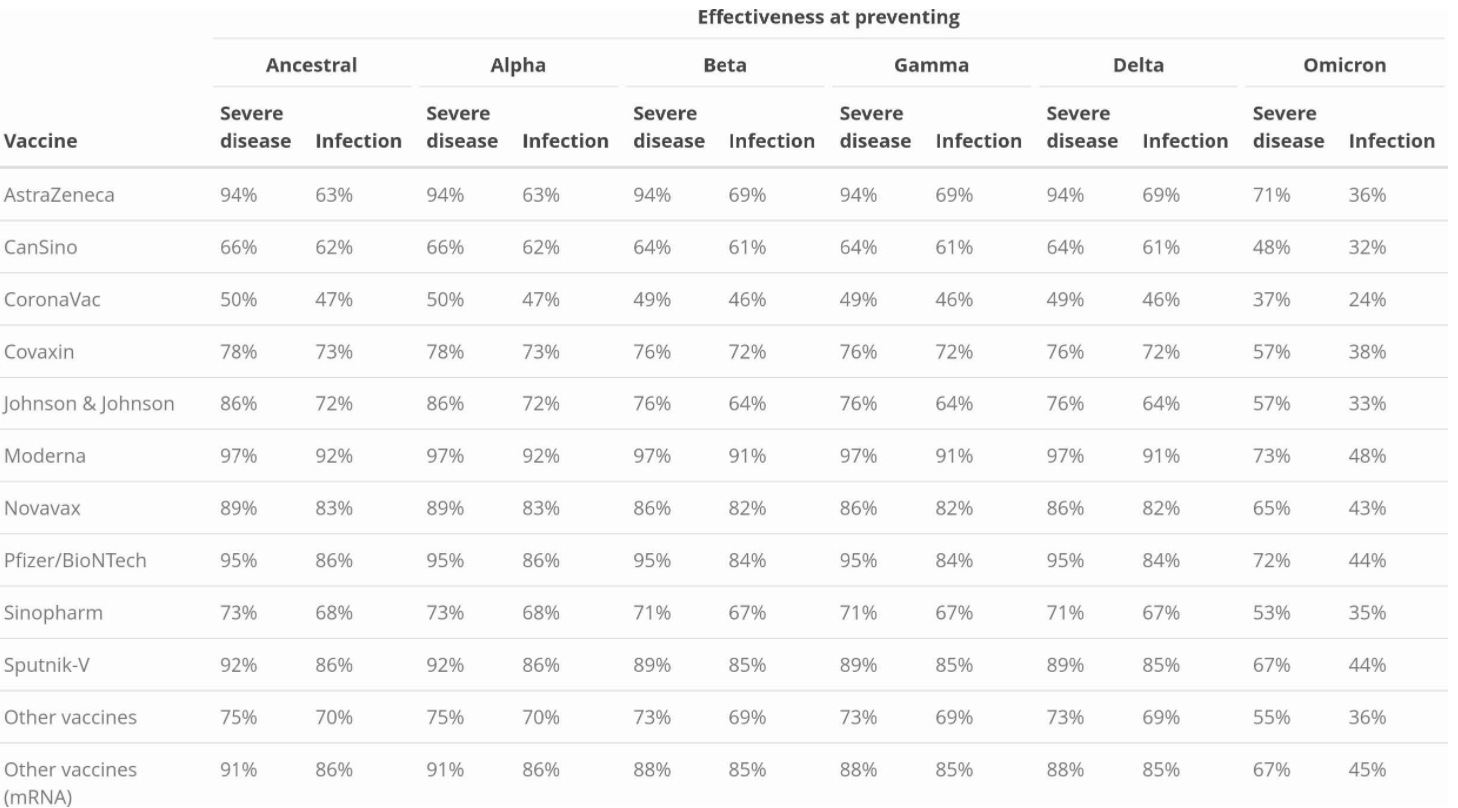 Effectiveness at preventing
Ancestral Alpha Beta Gamma Delta Omicron
Severe Severe Severe Severe Severe Severe
Vaccine disease Infection disease Infection disease Infection disease Infection disease Infection disease Infection
AstraZeneca 94% 63% 94% 63% 94% 69% 94% 69% 94% 69% 71% 36%
CanSino 66% 62% 66% 62% 64% 61% 64% 61% 64% 61% 48% 32%
CoronaVac 50% 47% 50% 47% 49% 46% 49% 46% 49% 46% 37% 24%
Covaxin 78% 73% 78% 73% 76% 72% 76% 72% 76% 72% 57% 38%
Johnson & Johnson 86% 72% 86% 72% 76% 64% 76% 64% 76% 64% 57% 33%
Moderna 97% 92% 97% 92% 97% 91% 97% 91% 97% 91% 73% 48%
Novavax 89% 83% 89% 83% 86% 82% 86% 82% 86% 82% 65% 43%
Pfizer/BioNTech 95% 86% 95% 86% 95% 84% 95% 84% 95% 84% 72% 44%
Sinopharm 73% 68% 73% 68% 71% 67% 71% 67% 71% 67% 53% 35%
Sputnik-V 92% 86% 92% 86% 89% 85% 89% 85% 89% 85% 67% 44%
Other vaccines 75% 70% 75% 70% 73% 69% 73% 69% 73% 69% 55% 36%
Other vaccines 91% 86% 91% 86% 88% 85% 88% 85% 88% 85% 67% 45%
(mRNA)